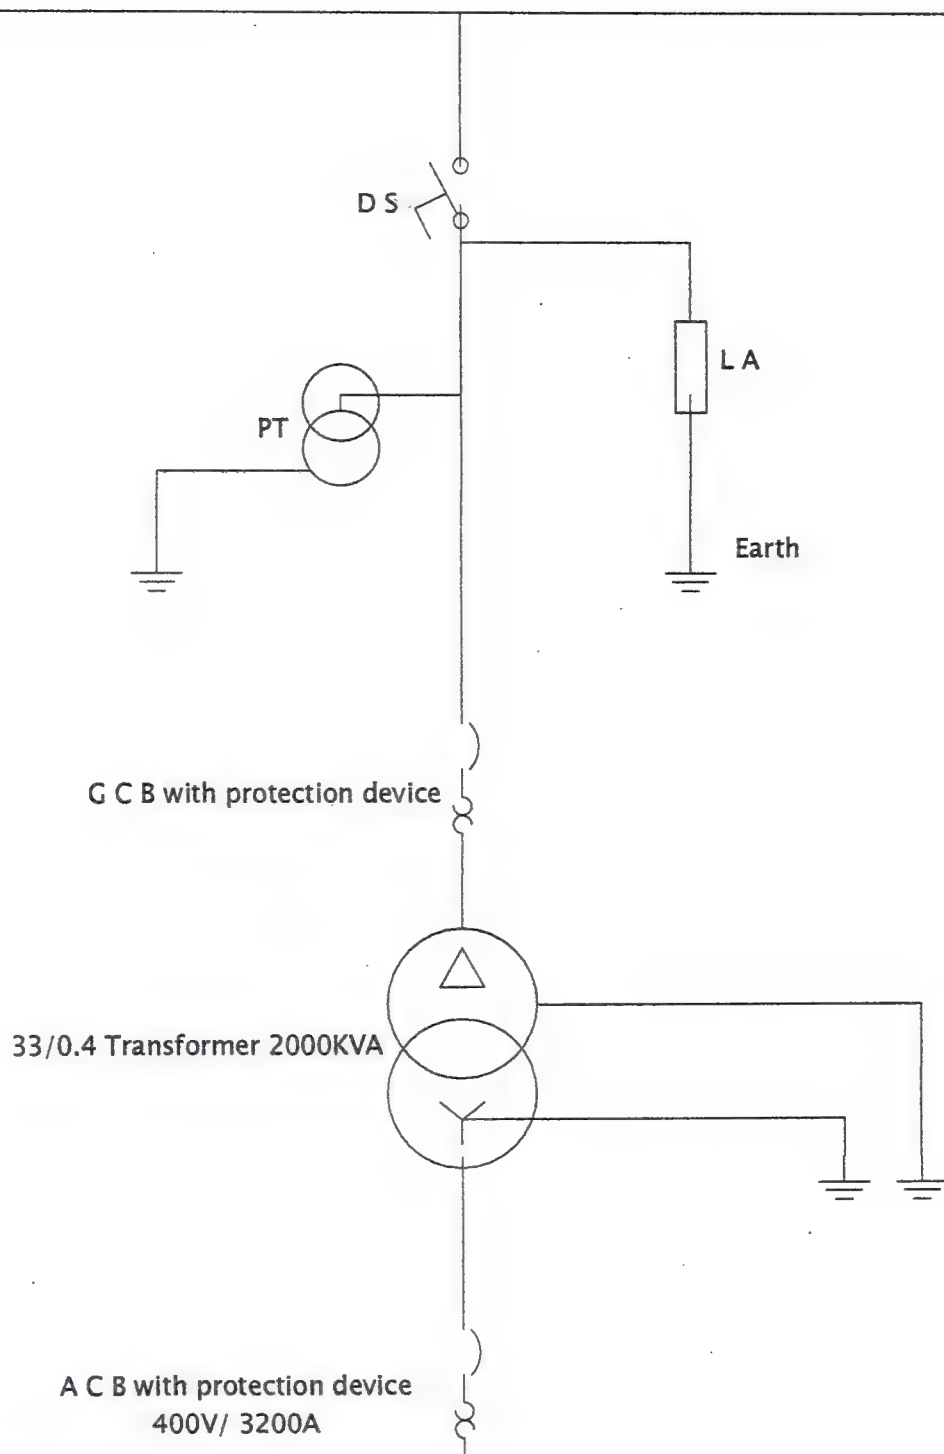 D S
L A
PT
Earth
G C B with protection device
33/0.4 Transformer 2000KVA
A C B with protection device
400V/ 3200A